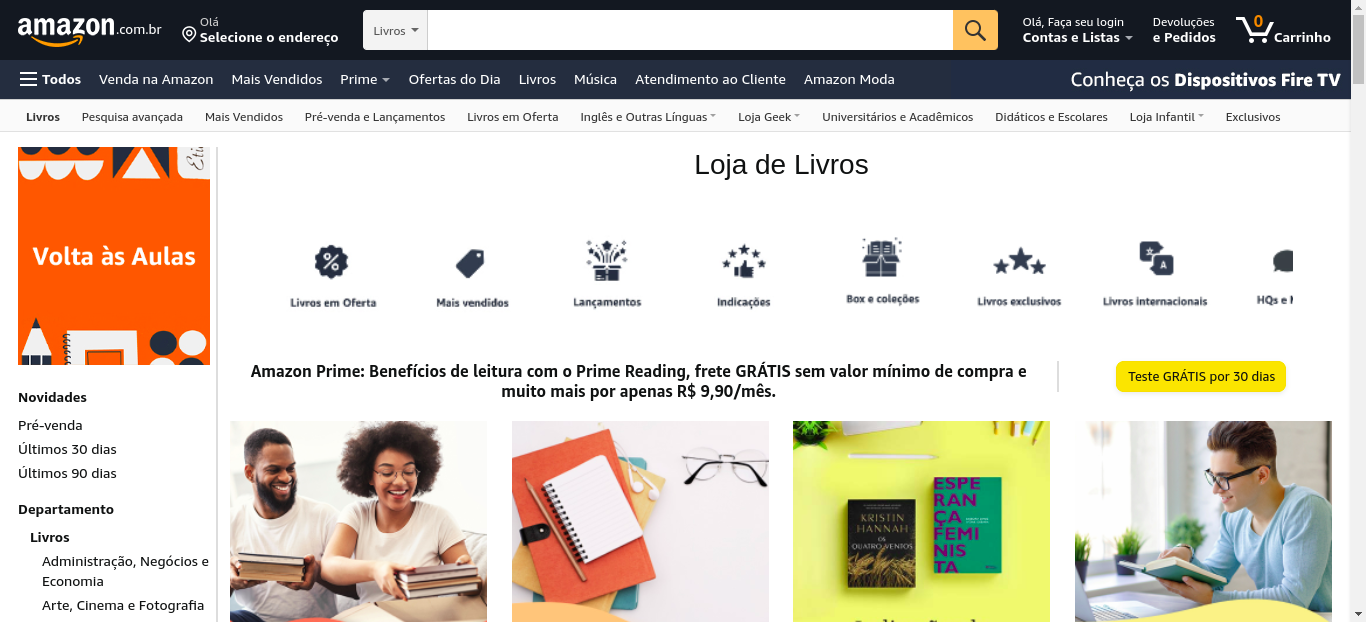 amazon.com.br
Olá
Selecione o endereço
Livros
Olá, Faça seu login
Contas e Listas
Devoluções
e Pedidos
0
Carrinho
Todos
Venda na Amazon
Mais Vendidos
Prime
Ofertas do Dia
Livros
Música
Atendimento ao Cliente
Amazon Moda
Conheça os Dispositivos Fire TV
Livros
Pesquisa avançada
Mais Vendidos
Pré-venda e Lançamentos
Livros em Oferta
Inglês e Outras Línguas
Loja Geek
Universitários e Acadêmicos
Didáticos e Escolares
Loja Infantil
Exclusivos
Volta às Aulas
Novidades
Pré-venda
Últimos 30 dias
Últimos 90 dias
Departamento
Livros
Administração, Negócios e
Economia
Arte, Cinema e Fotografia
Loja de Livros
Livros em Oferta
Mais vendidos
Lançamentos
Indicações
Box e coleções
Livros exclusivos
A
Livros internacionais
HQs e
Amazon Prime: Benefícios de leitura com o Prime Reading, frete GRÁTIS sem valor mínimo de compra e
muito mais por apenas R$ 9,90/mês.
Teste GRÁTIS por 30 dias
KRISTIN
HANNAH
OS
QUATRO VENTOS
ESPE
RAN
ÇA
FEMI
NIS
TA